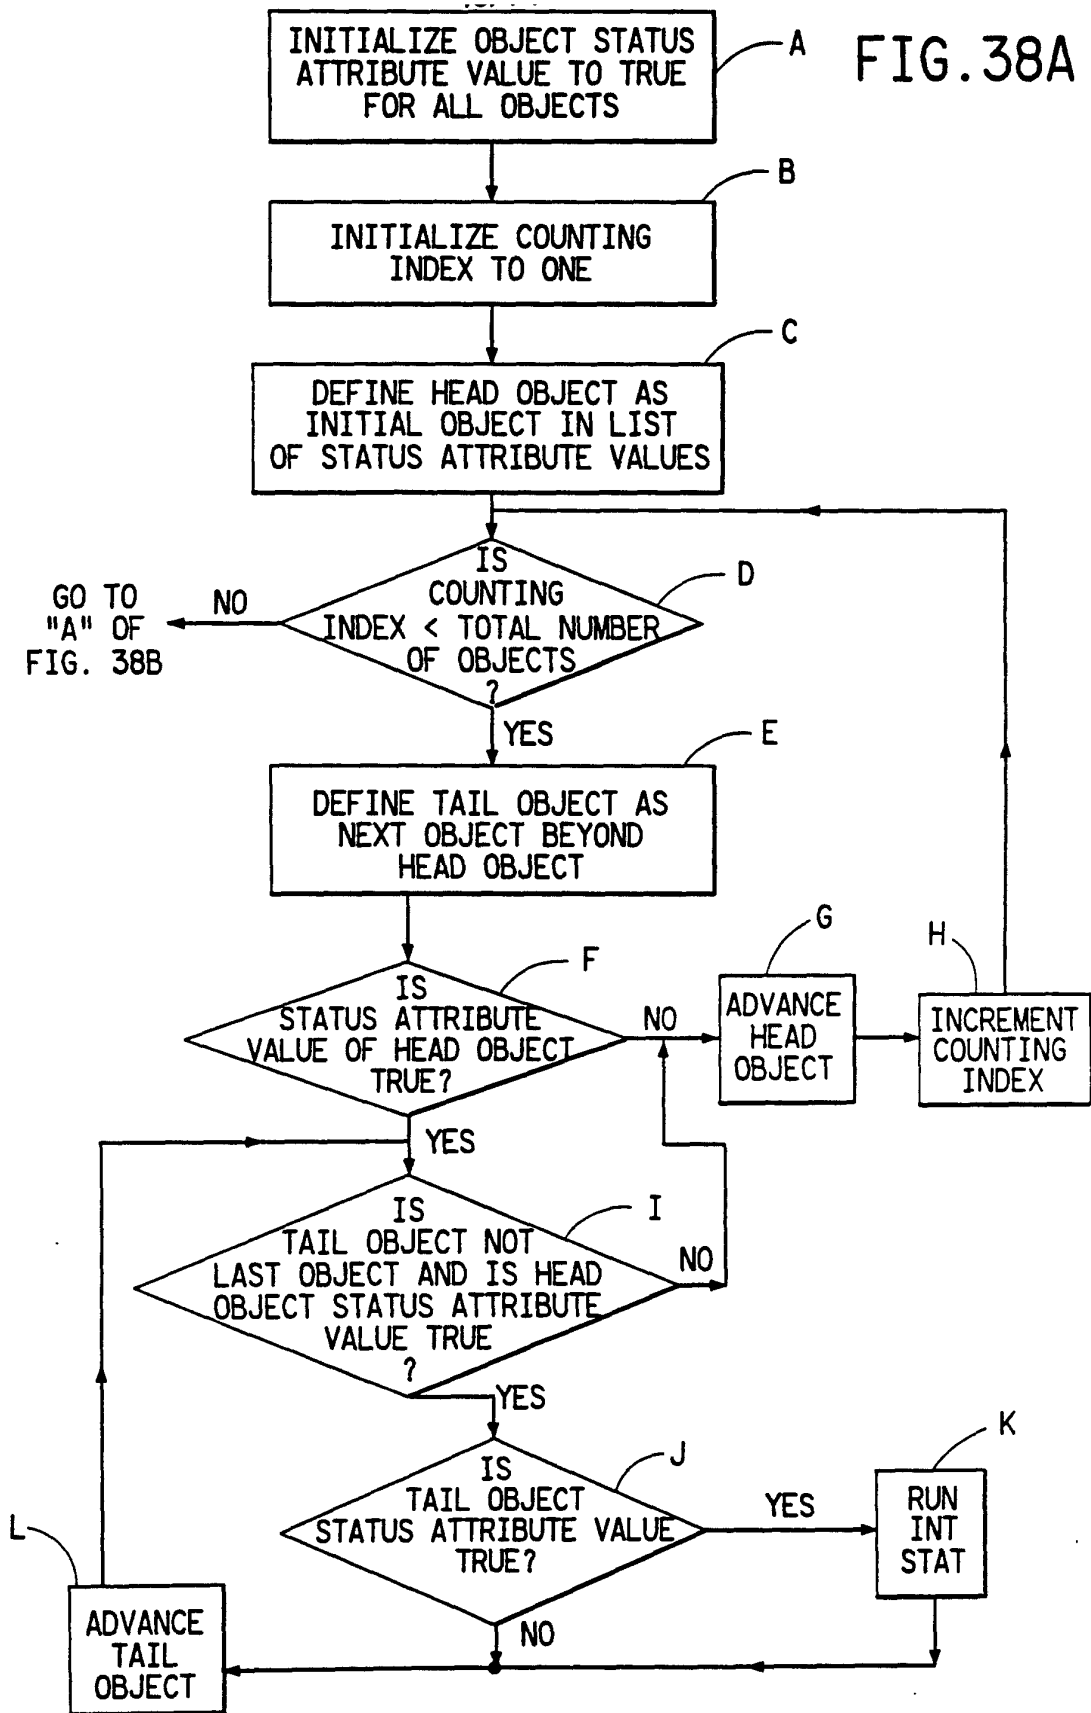 FIG.38A
INITIALIZE OBJECT STATUS
ATTRIBUTE VALUE TO TRUE
FOR ALL OBJECTS
A
INITIALIZE COUNTING
INDEX TO ONE
B
DEFINE HEAD OBJECT AS
INITIAL OBJECT IN LIST
OF STATUS ATTRIBUTE VALUES
C
IS
COUNTING
INDEX < TOTAL NUMBER
OF OBJECTS
?
D
NO
GO TO
"A" OF
FIG. 38B
YES
DEFINE TAIL OBJECT AS
NEXT OBJECT BEYOND
HEAD OBJECT
E
IS
STATUS ATTRIBUTE
VALUE OF HEAD OBJECT
TRUE?
F
NO
ADVANCE
HEAD
OBJECT
G
INCREMENT
COUNTING
INDEX
H
YES
IS
TAIL OBJECT NOT
LAST OBJECT AND IS HEAD
OBJECT STATUS ATTRIBUTE
VALUE TRUE
?
I
NO
YES
IS
TAIL OBJECT
STATUS ATTRIBUTE VALUE
TRUE?
J
YES
RUN
INT
STAT
K
NO
ADVANCE
TAIL
OBJECT
L